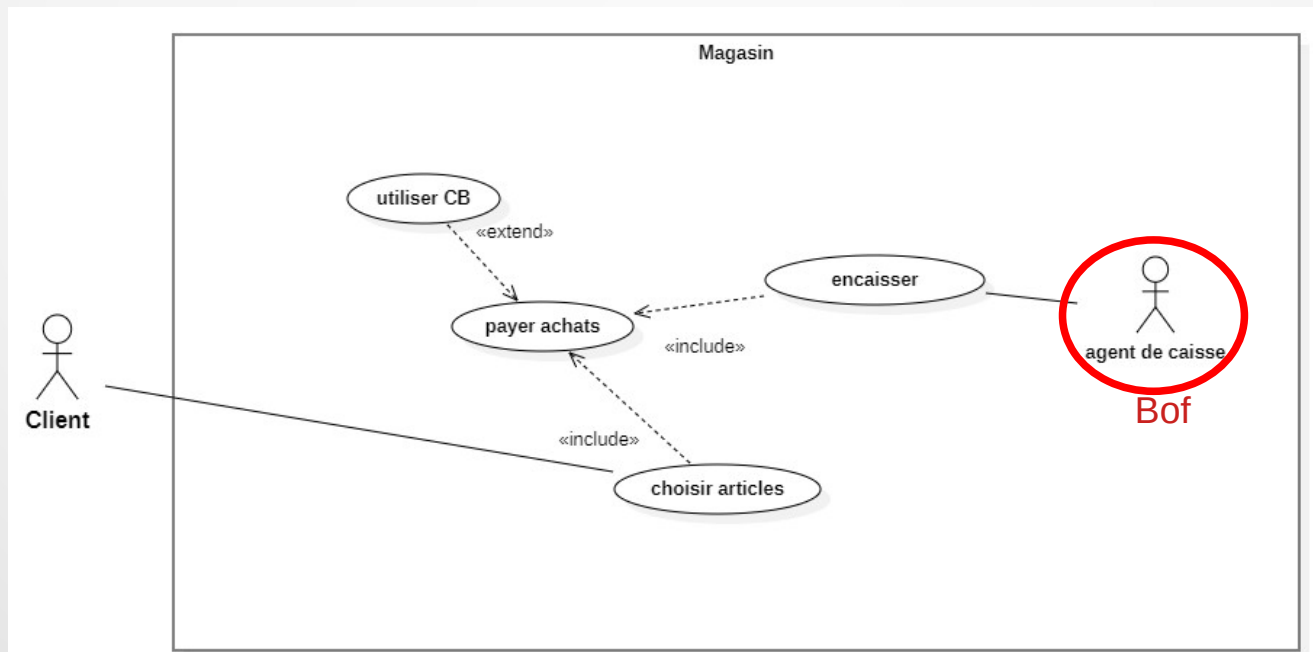 Magasin
utiliser CB
«extend»
encaisser
payer achats
«include»
agent de caisse
Bof
Client
«include»
choisir articles